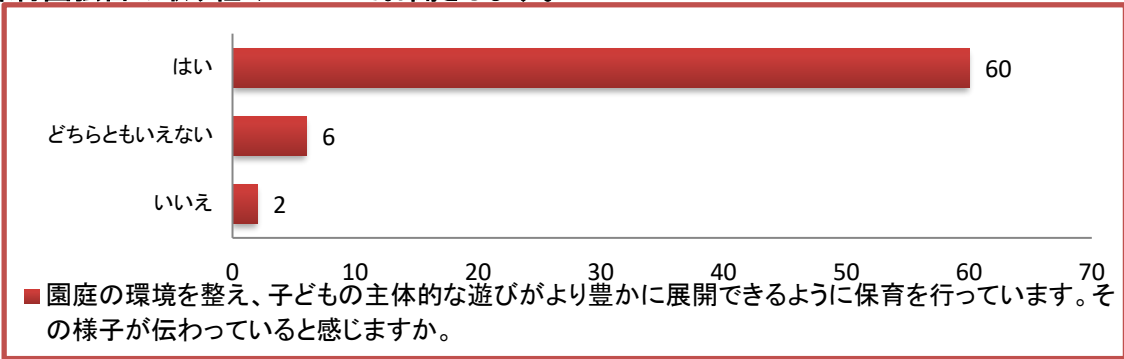 はい
60
どちらともいえない
6
いいえ
2
0 10 20 30 40 50 60 70
園庭の環境を整え、子どもの主体的な遊びがより豊かに展開できるように保育を行っています。そ
の様子が伝わっていると感じますか。